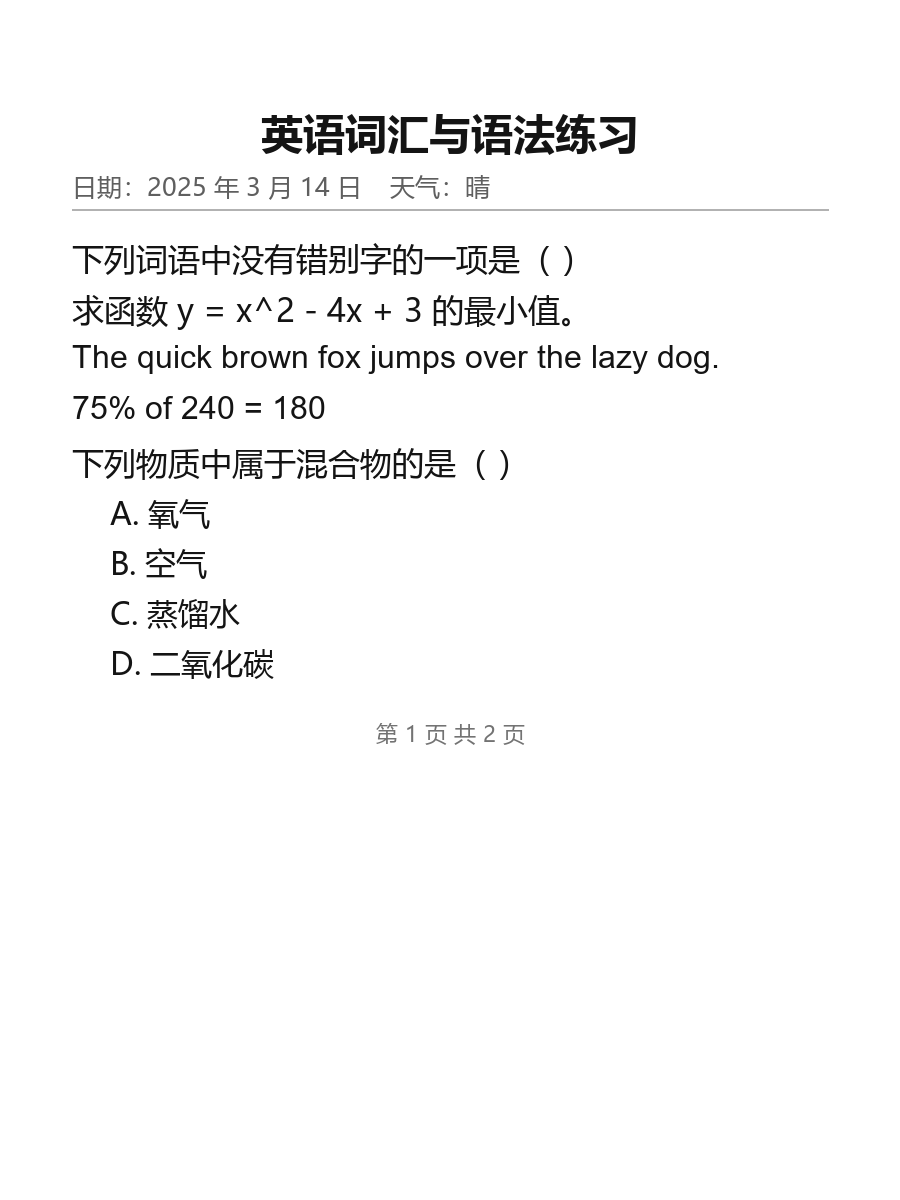 英语词汇与语法练习
日期：2025 年 3 月 14 日    天气：晴
下列词语中没有错别字的一项是（ ）
求函数 y = x^2 - 4x + 3 的最小值。
The quick brown fox jumps over the lazy dog.
75% of 240 = 180
下列物质中属于混合物的是（ ）
A. 氧气
B. 空气
C. 蒸馏水
D. 二氧化碳
第 1 页 共 2 页